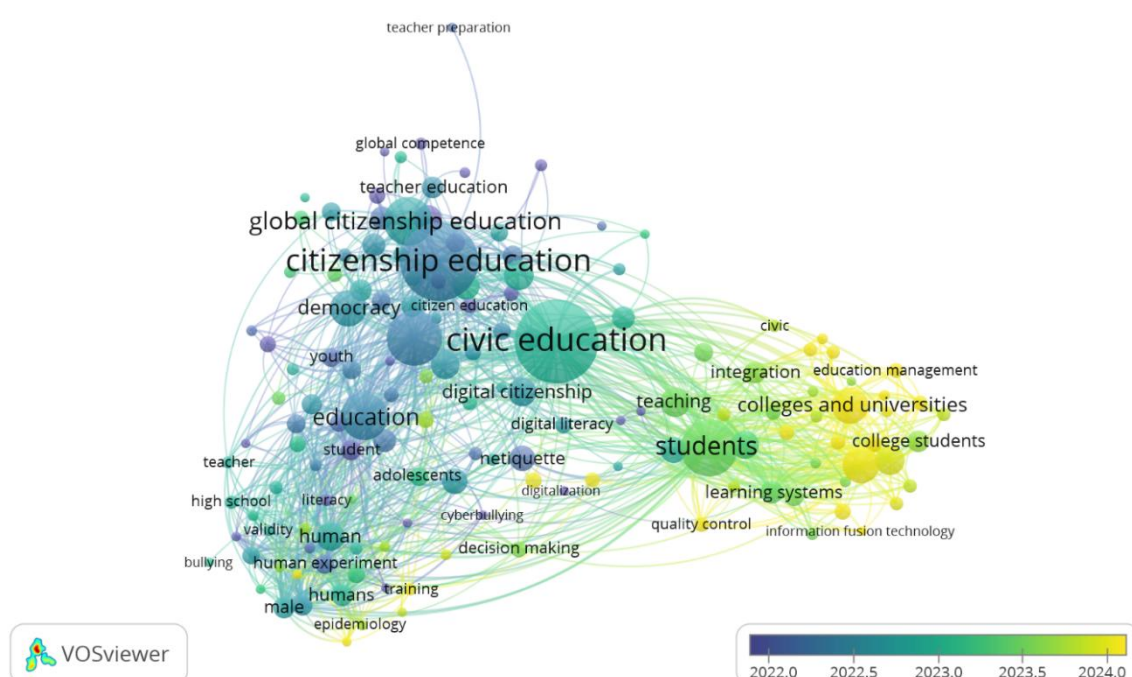 teacher preparation
global competence
teacher education
global citizenship education
citizenship education
democracy
citizen education
civic education
civic
youth
integration
education management
digital citizenship
teaching
colleges and universities
education
digital literacy
students
college students
student
netiquette
teacher
adolescents
digitalization
learning systems
high school
literacy
cyberbullying
quality control
information fusion technology
validity
human
decision making
bullying
human experiment
humans
training
male
epidemiology
VOSviewer
2022.0 2022.5 2023.0 2023.5 2024.0